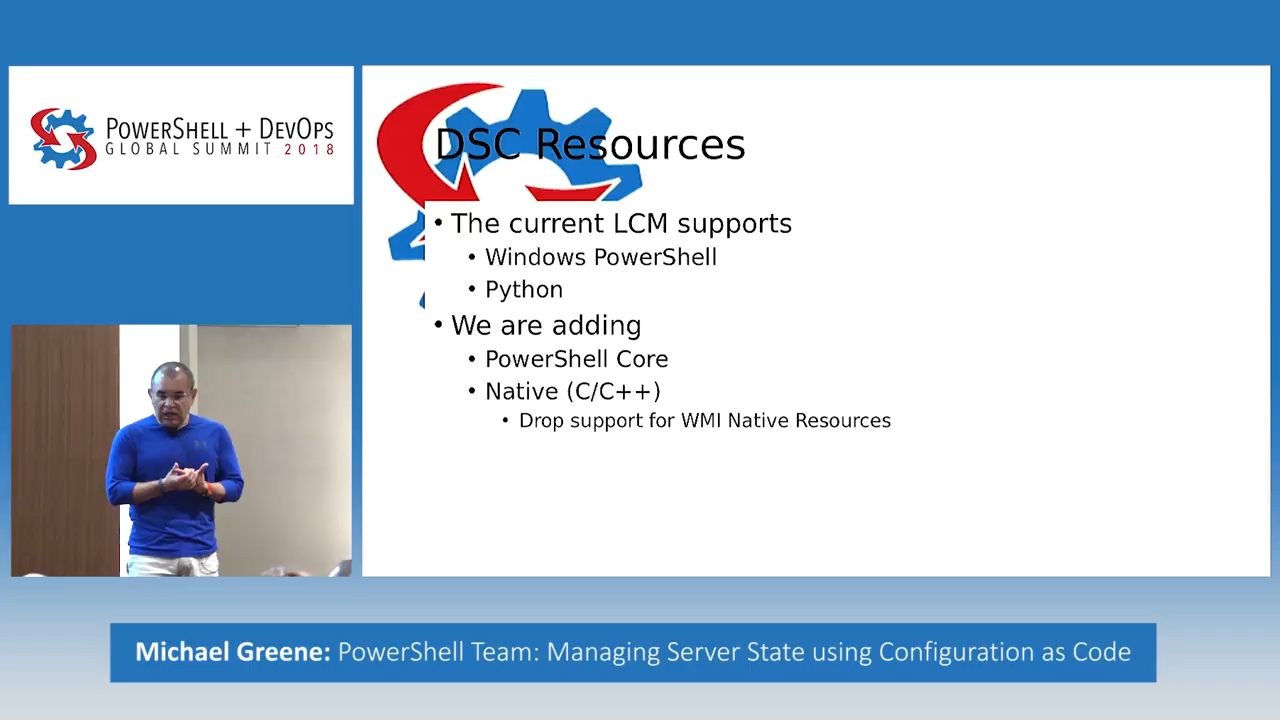 POWERSHELL + DEVOPS
GLOBAL SUMMIT 2018
DSC Resources
• The current LCM supports
• Windows PowerShell
• Python
• We are adding
• PowerShell Core
• Native (C/C++)
• Drop support for WMI Native Resources
Michael Greene: PowerShell Team: Managing Server State using Configuration as Code